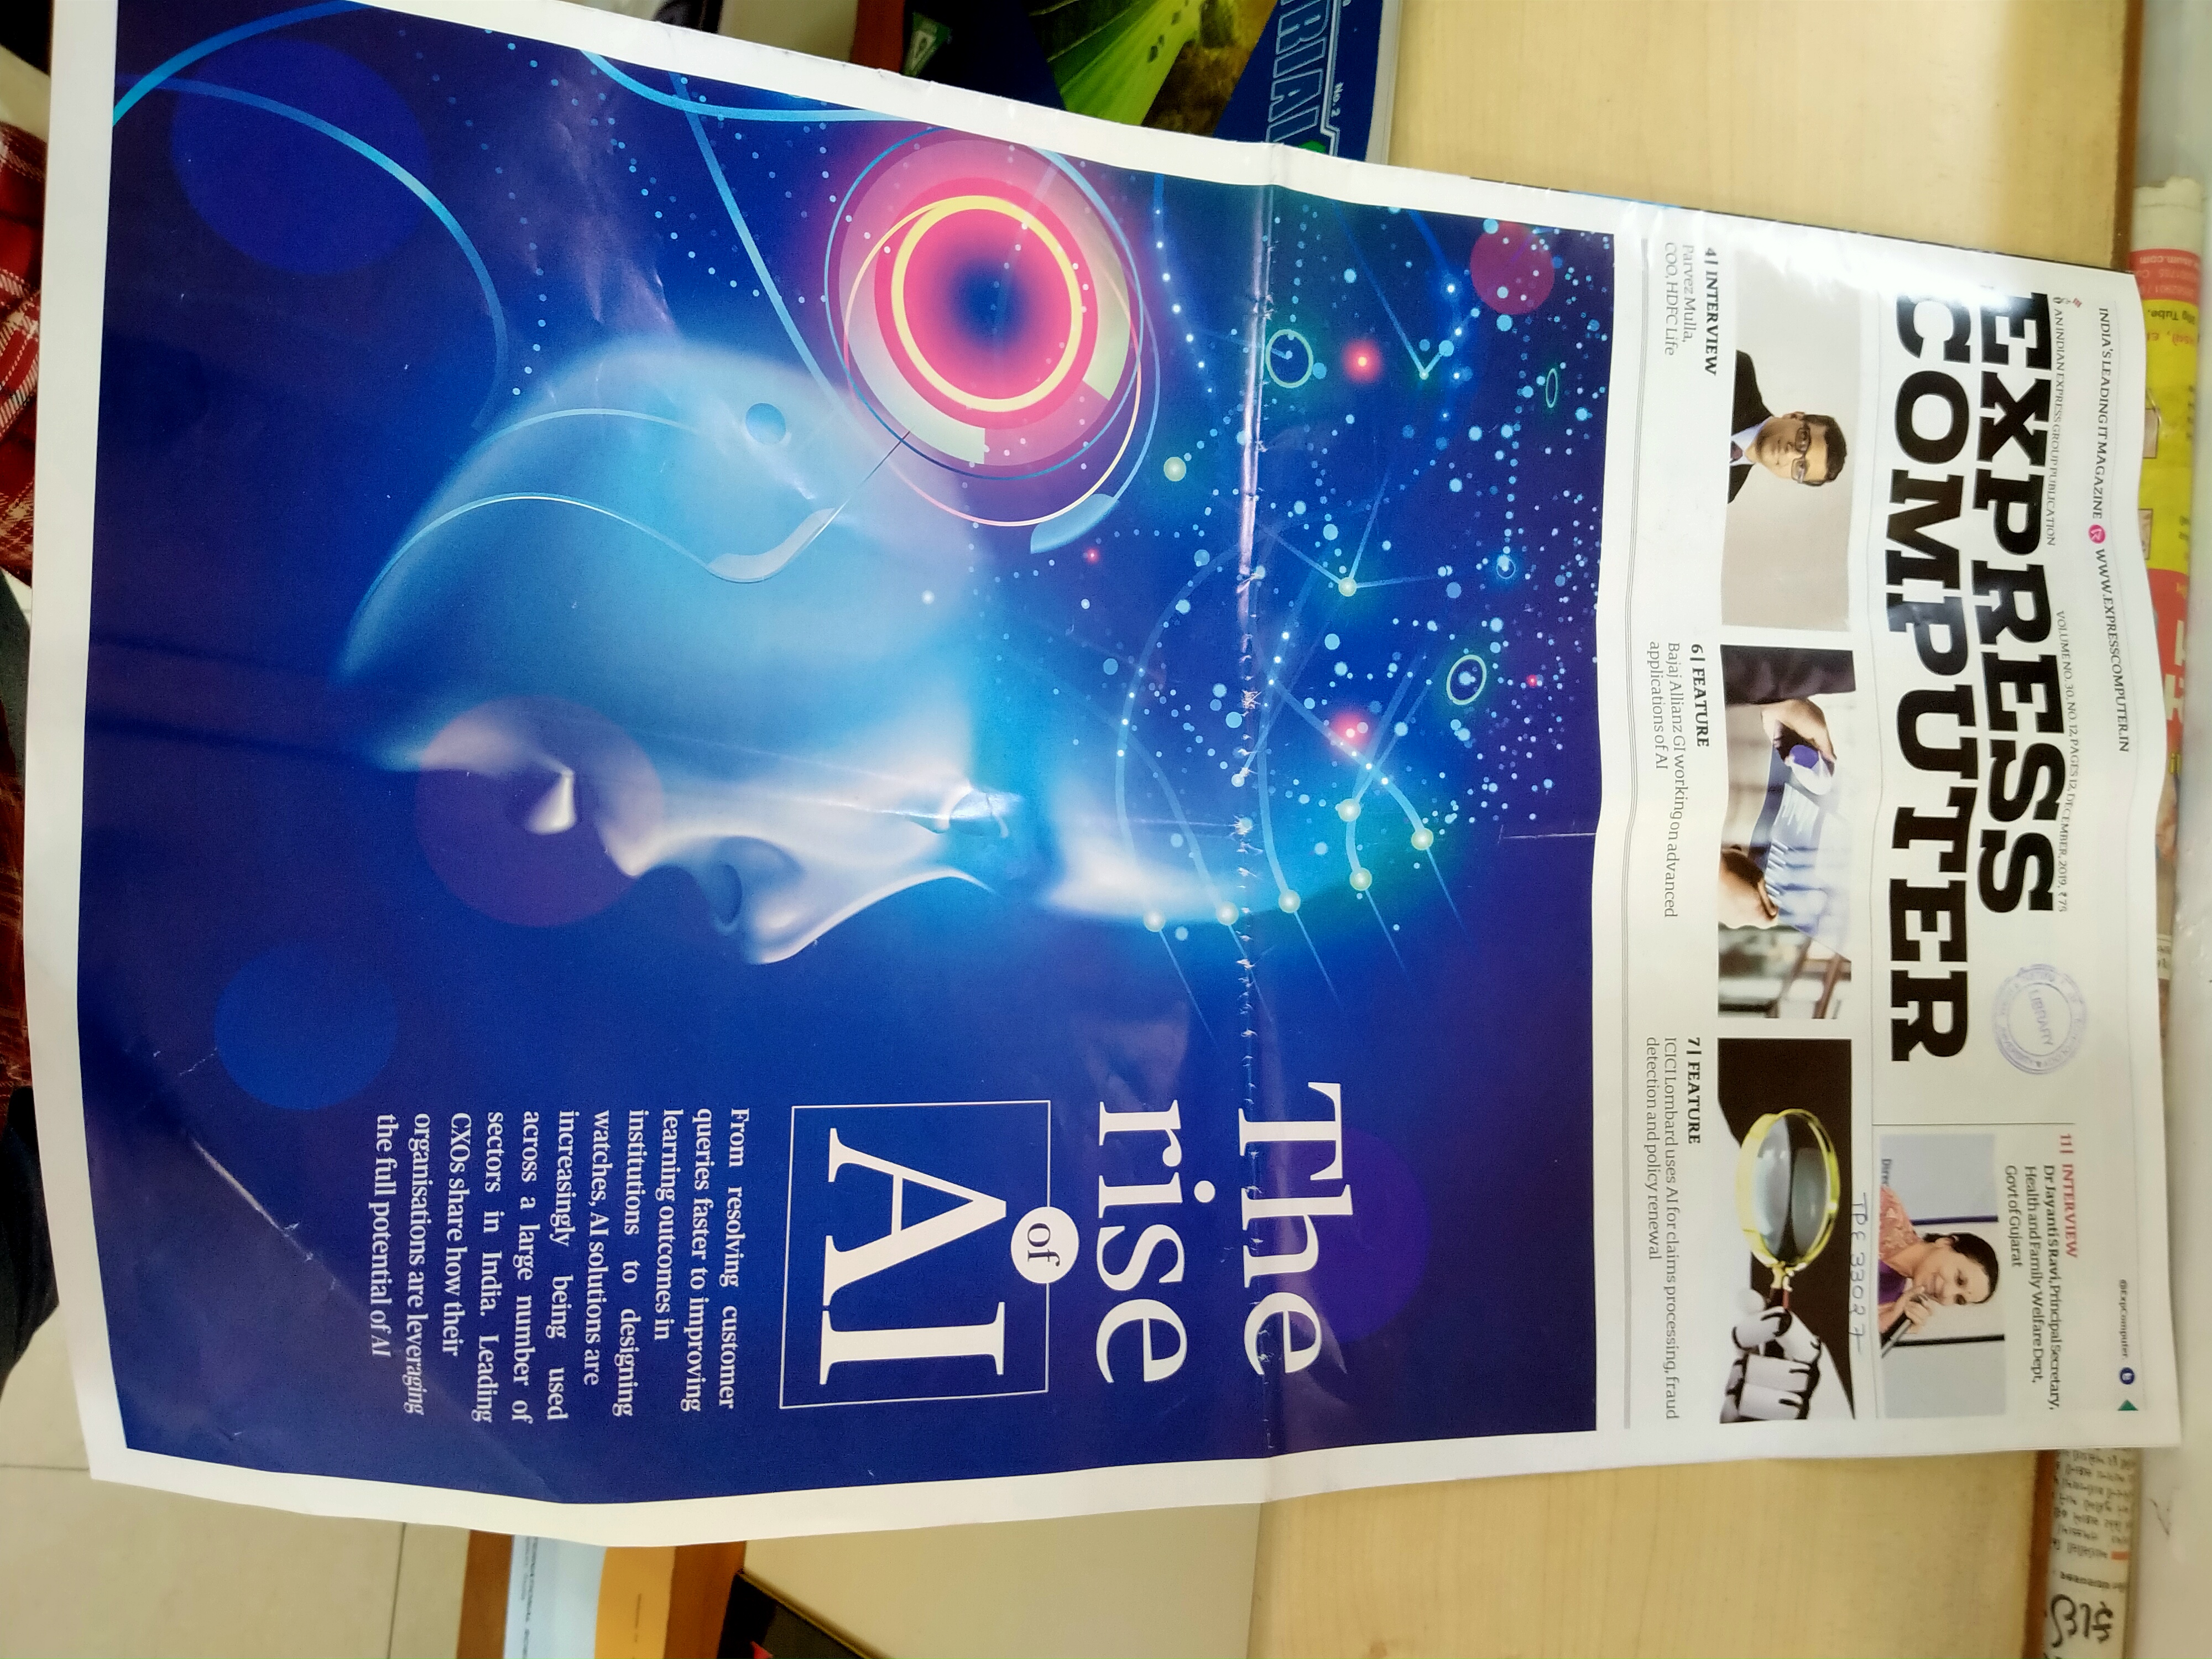 @ExpComputer
INDIA'S LEADING IT MAGAZINE WWW.EXPRESSCOMPUTER.IN
AN INDIAN EXPRESS GROUP PUBLICATION
VOLUME NO.30, NO.12, PAGES 12, DECEMBER, 2019, ₹75
EXPRESS
COMPUTER
LIBRARY
11| INTERVIEW
Dr Jayanti S Ravi, Principal Secretary,
Health and Family Welfare Dept,
Govt of Gujarat
Direc
TPE 33027
4| INTERVIEW
Parvez Mulla,
COO, HDFC Life
6| FEATURE
Bajaj Allianz GI working on advanced
applications of AI
7| FEATURE
ICICI Lombard uses AI for claims processing, fraud
detection and policy renewal
The
rise
of
AI
From resolving customer
queries faster to improving
learning outcomes in
institutions to designing
watches, AI solutions are
increasingly being used
across a large number of
sectors in India. Leading
CXOs share how their
organisations are leveraging
the full potential of AI
ફાઈ
No. 2
RIAL
Tube,